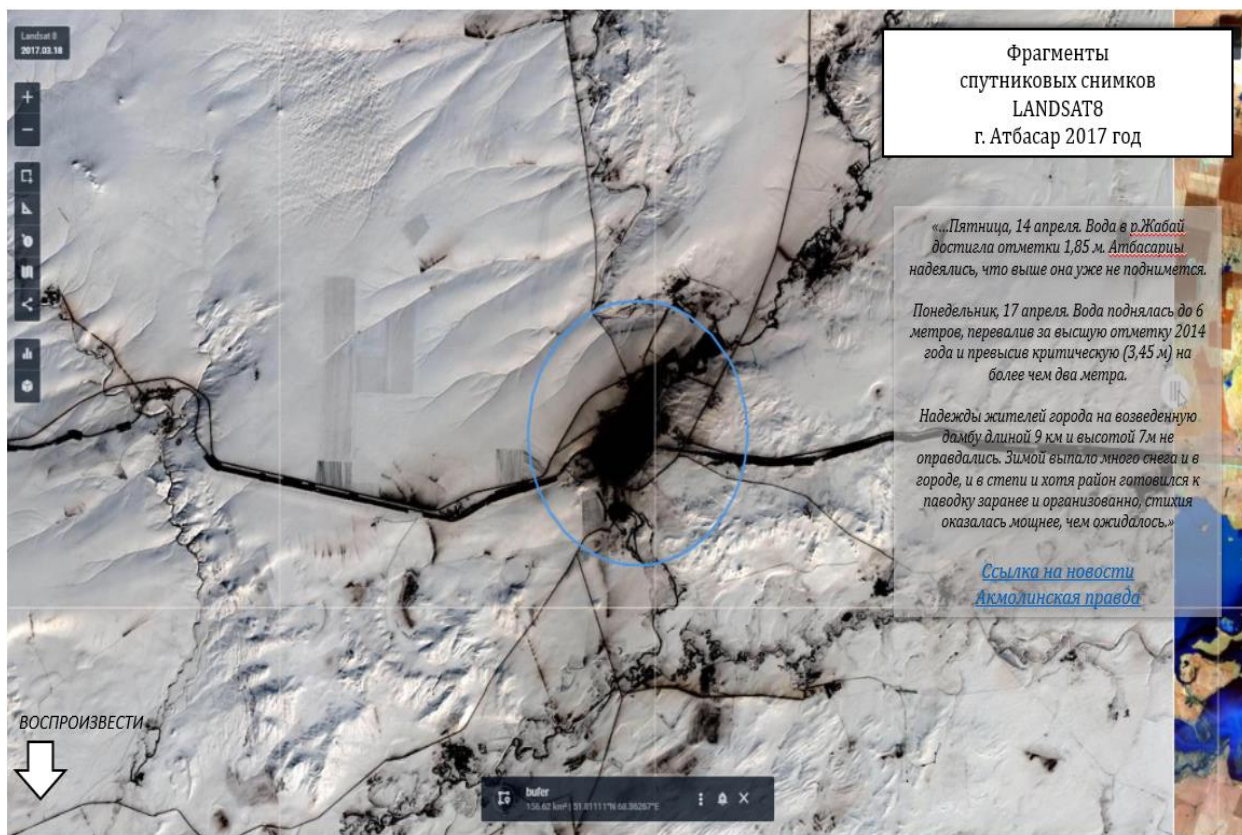 Landsat 8
2017.03.18
Фрагменты
спутниковых снимков
LANDSAT8
г. Атбасар 2017 год
«...Пятница, 14 апреля. Вода в р.Жабай
достигла отметки 1,85 м. Атбасарцы
надеялись, что выше она уже не поднимется.
Понедельник, 17 апреля. Вода поднялась до 6
метров, перевалив за высшую отметку 2014
года и превысив критическую (3,45 м) на
более чем два метра.
Надежды жителей города на возведенную
дамбу длиной 9 км и высотой 7м не
оправдались. Зимой выпало много снега и в
городе, и в степи и хотя район готовился к
паводку заранее и организованно, стихия
оказалась мощнее, чем ожидалось.»
Ссылка на новости
Акмолинская правда
ВОСПРОИЗВЕСТИ
bufer